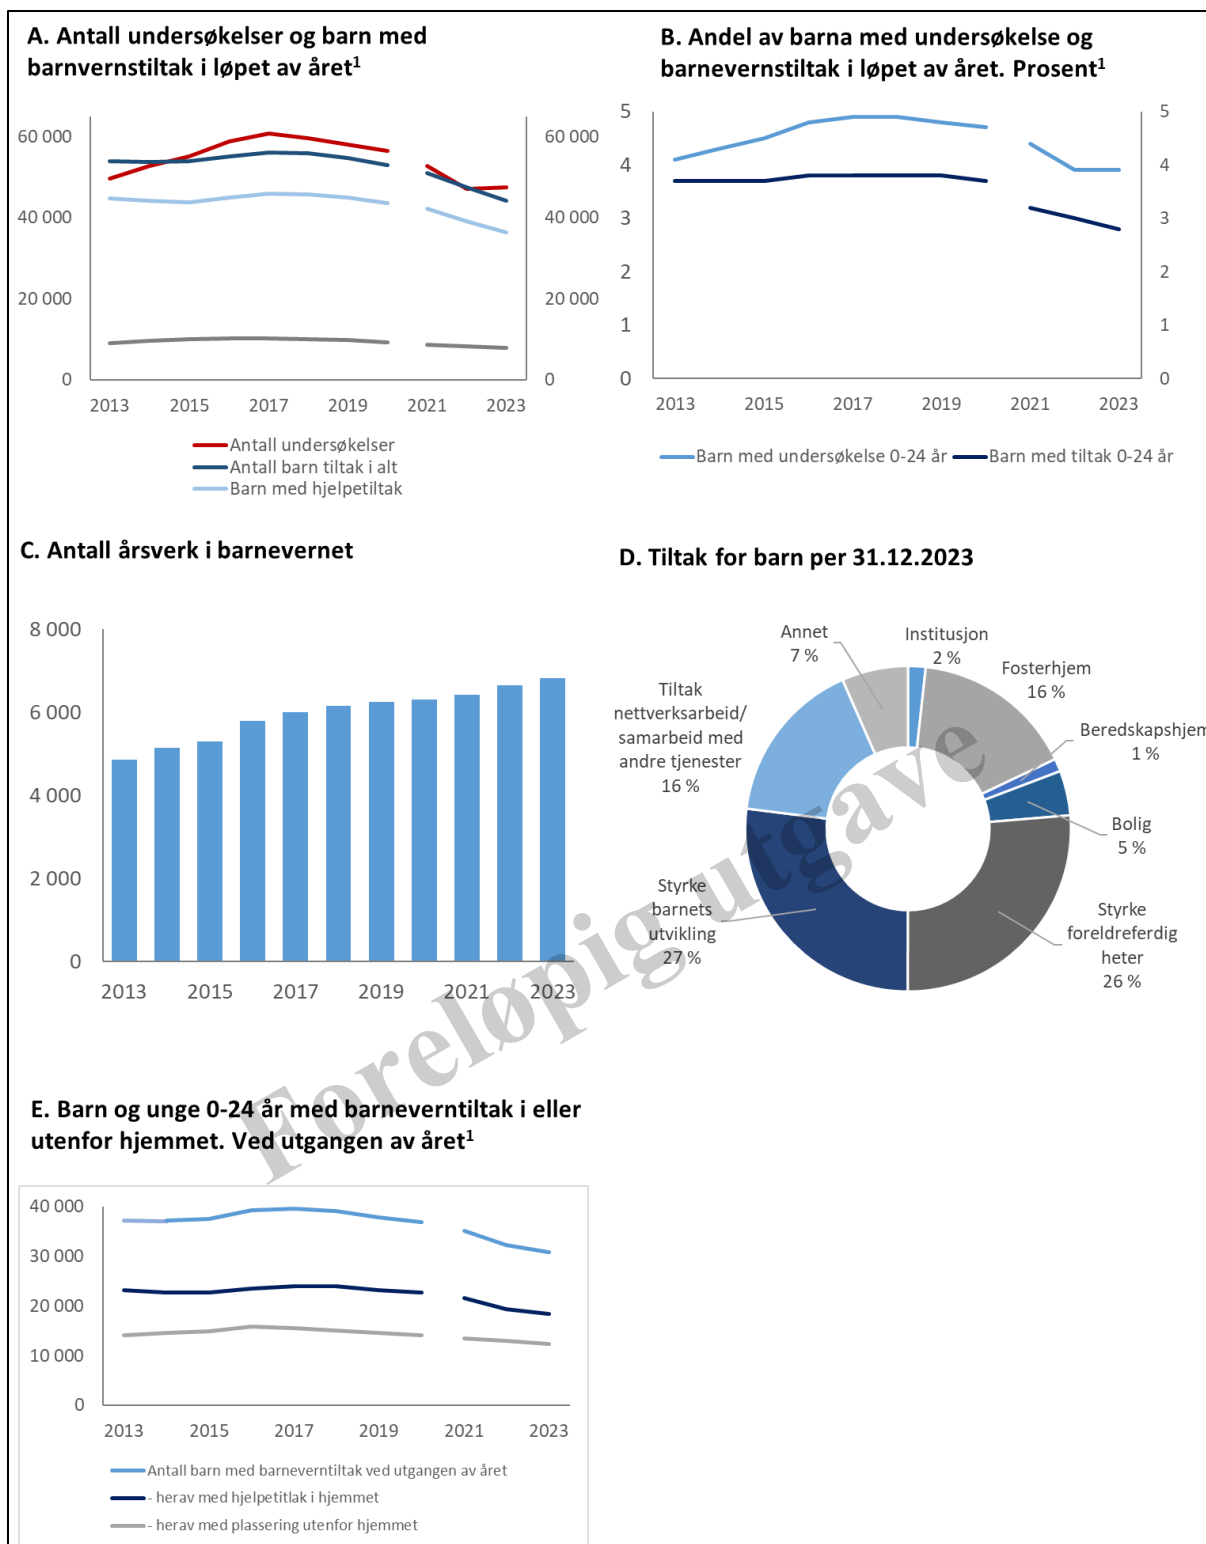 A. Antall undersøkelser og barn med
barnvernstiltak i løpet av året¹
60 000
40 000
20 000
0
60 000
40 000
20 000
0
2013 2015 2017 2019 2021 2023
Antall undersøkelser
Antall barn tiltak i alt
Barn med hjelpetiltak
B. Andel av barna med undersøkelse og
barnevernstiltak i løpet av året. Prosent¹
5
4
3
2
1
0
5
4
3
2
1
0
2013 2015 2017 2019 2021 2023
Barn med undersøkelse 0-24 år Barn med tiltak 0-24 år
C. Antall årsverk i barnevernet
8 000
6 000
4 000
2 000
0
2013 2015 2017 2019 2021 2023
D. Tiltak for barn per 31.12.2023
Annet
7 %
Institusjon
2 %
Fosterhjem
16 %
Beredskapshjem
1 %
Bolig
5 %
Styrke
foreldreferdig
heter
26 %
Styrke
barnets
utvikling
27 %
Tiltak
nettverksarbeid/
samarbeid med
andre tjenester
16 %
E. Barn og unge 0-24 år med barneverntiltak i eller
utenfor hjemmet. Ved utgangen av året¹
40 000
30 000
20 000
10 000
0
2013 2015 2017 2019 2021 2023
Antall barn med barneverntiltak ved utgangen av året
- herav med hjelpetitlak i hjemmet
- herav med plassering utenfor hjemmet
Foreløpig utgave